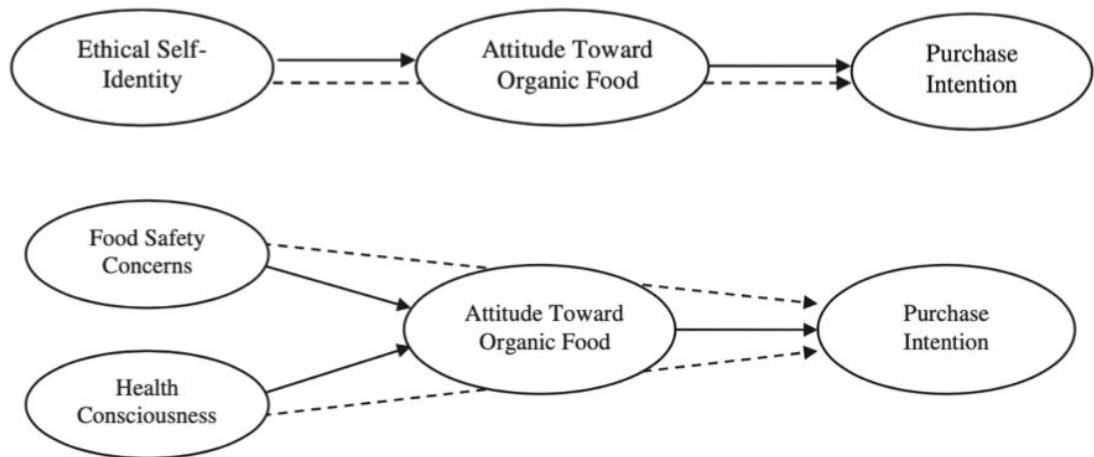 Ethical Self-
Identity
Attitude Toward
Organic Food
Purchase
Intention
Food Safety
Concerns
Attitude Toward
Organic Food
Purchase
Intention
Health
Consciousness